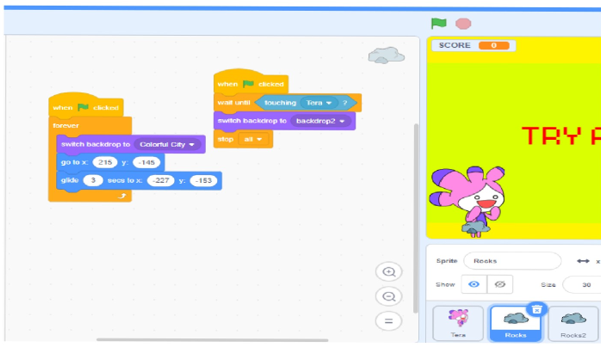 SCORE 0
when clicked
forever
switch backdrop to Colorful City
go to x: 215 y: -145
glide 3 secs to x: -227 y: -153
when clicked
wait until touching Tera ?
switch backdrop to backdrop2
stop all
TRY
Sprite Rocks x
Show Size 30
Tera Rocks Rocks2